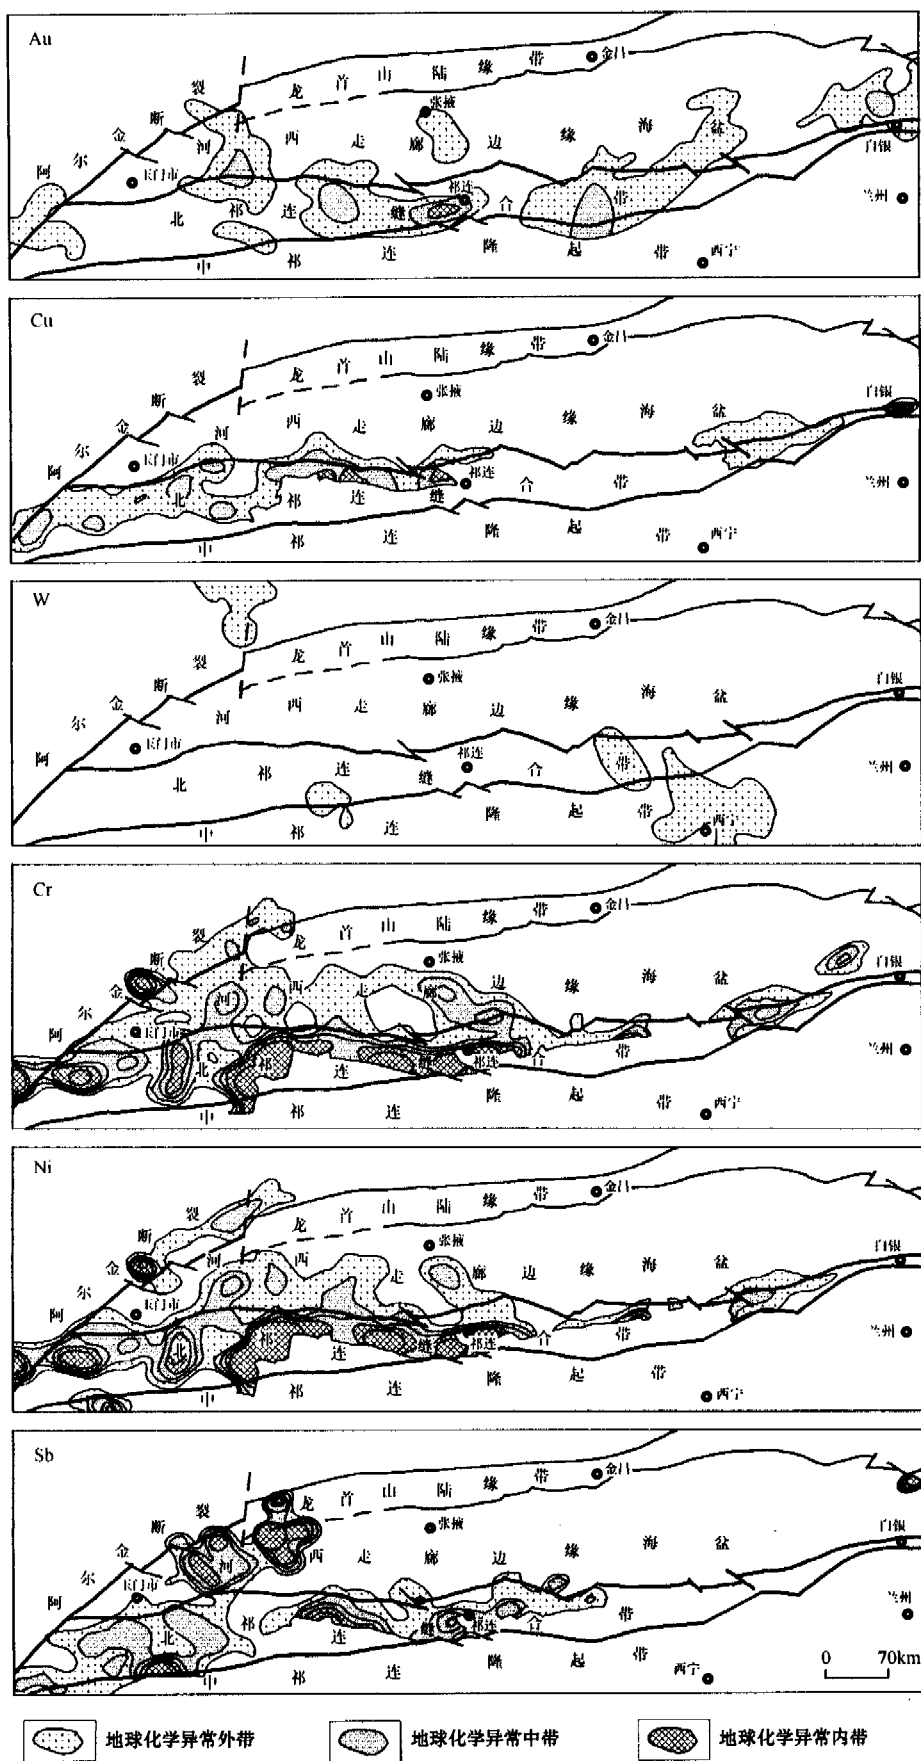 Au
龙首山陆缘带
金昌
阿尔金断裂
张掖
河西走廊边缘海盆
玉门市
白银
祁连
北祁连缝合带
兰州
中祁连隆起带
西宁
Cu
龙首山陆缘带
金昌
阿尔金断裂
张掖
河西走廊边缘海盆
白银
玉门市
祁连
北祁连缝合带
兰州
中祁连隆起带
西宁
W
龙首山陆缘带
金昌
阿尔金断裂
张掖
河西走廊边缘海盆
白银
玉门市
祁连
北祁连缝合带
兰州
中祁连隆起带
西宁
Cr
龙首山陆缘带
金昌
阿尔金断裂
张掖
河西走廊边缘海盆
白银
玉门市
祁连
北祁连缝合带
兰州
中祁连隆起带
西宁
Ni
龙首山陆缘带
金昌
阿尔金断裂
张掖
河西走廊边缘海盆
白银
玉门市
祁连
北祁连缝合带
兰州
中祁连隆起带
西宁
Sb
龙首山陆缘带
金昌
阿尔金断裂
张掖
河西走廊边缘海盆
白银
玉门市
祁连
北祁连缝合带
兰州
中祁连隆起带
西宁
0 70km
地球化学异常外带 地球化学异常中带 地球化学异常内带